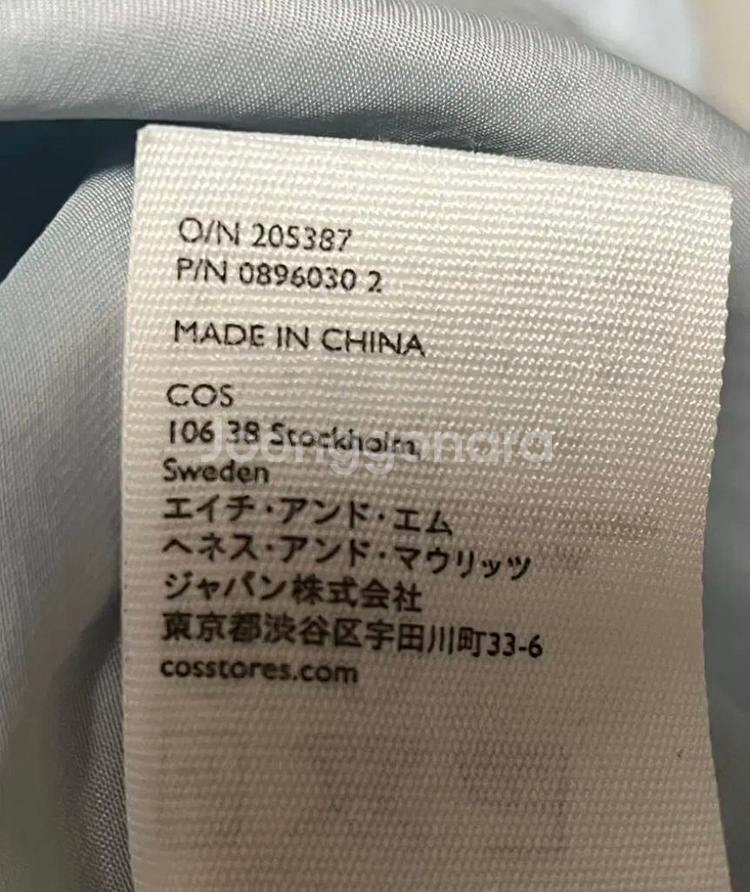 O/N 205387
P/N 0896030 2
MADE IN CHINA
COS
106 38 Stockholm,
Sweden
エイチ・アンド・エム
ヘネス・アンド・マウリッツ
ジャパン株式会社
東京都渋谷区宇田川町33-6
cosstores.com
Joonggonara